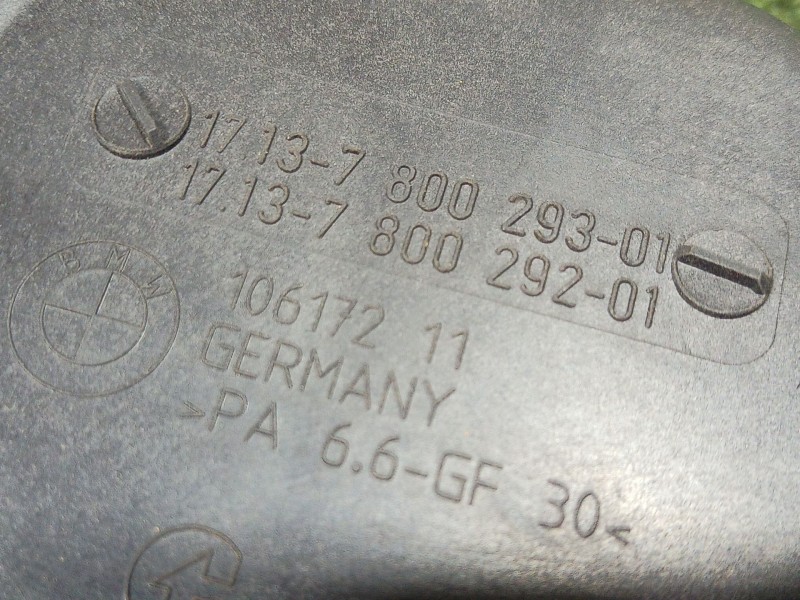 17 13-7 800 293-01
17.13-7 800 292-01
BMW
106172 11
GERMANY
>PA 6.6-GF 30<